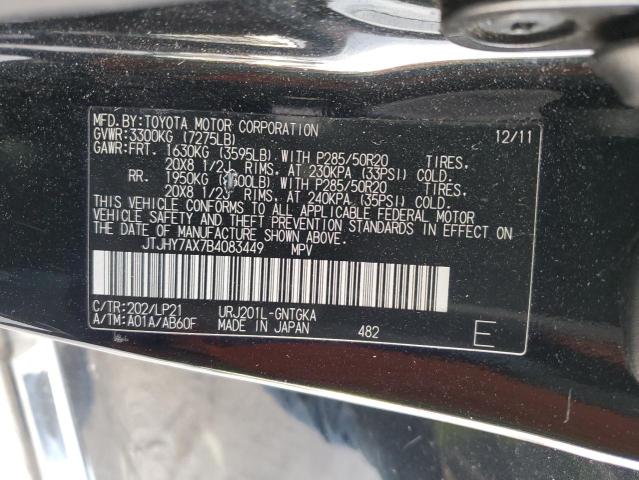 MFD.BY:TOYOTA MOTOR CORPORATION 12/11
GVWR:3300KG (7275LB)
GAWR:FRT. 1630KG (3595LB) WITH P285/50R20 TIRES,
20X8 1/2J RIMS, AT 230KPA (33PSI) COLD.
RR. 1950KG ( 00LB) WITH P285/50R20 TIRES,
20X8 1/2J RIMS, AT 240KPA (35PSI) COLD.
THIS VEHICLE CONFORMS TO ALL APPLICABLE FEDERAL MOTOR
VEHICLE SAFETY AND THEFT PREVENTION STANDARDS IN EFFECT ON
THE DATE OF MANUFACTURE SHOWN ABOVE.
JTJHY7AX7B4083449 MPV
C/TR:202/LP21 URJ201L-GNTGKA
A/TM:A01A/AB60F MADE IN JAPAN 482 E